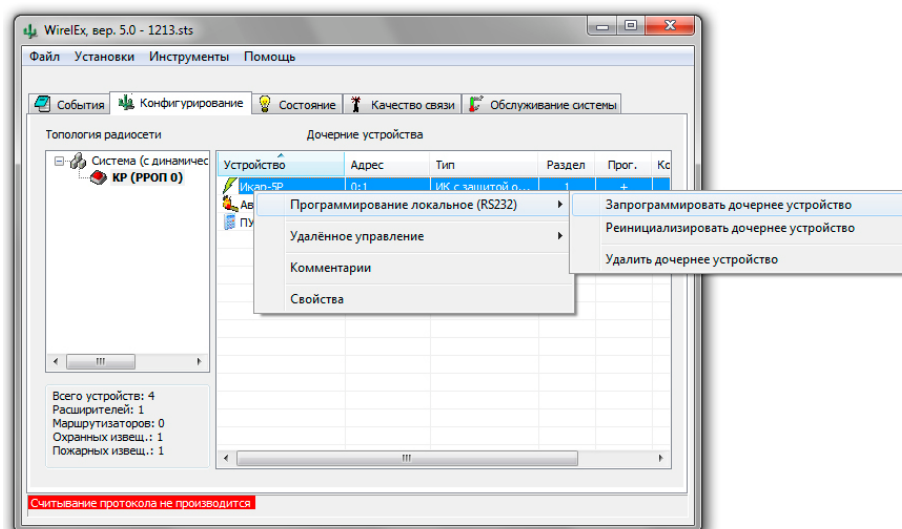 WirelEx, вер. 5.0 - 1213.sts
Файл Установки Инструменты Помощь
События Конфигурирование Состояние Качество связи Обслуживание системы
Топология радиосети Дочерние устройства
Система (с динамичес
КР (РРОП 0)
Устройство Адрес Тип Раздел Прог. Кс
Икар-5Р 0:1 ИК с защитой о... 1 +
Ав
ПУ
Программирование локальное (RS232)
Удалённое управление
Комментарии
Свойства
Запрограммировать дочернее устройство
Реинициализировать дочернее устройство
Удалить дочернее устройство
Всего устройств: 4
Расширителей: 1
Маршрутизаторов: 0
Охранных извещ.: 1
Пожарных извещ.: 1
Считывание протокола не производится